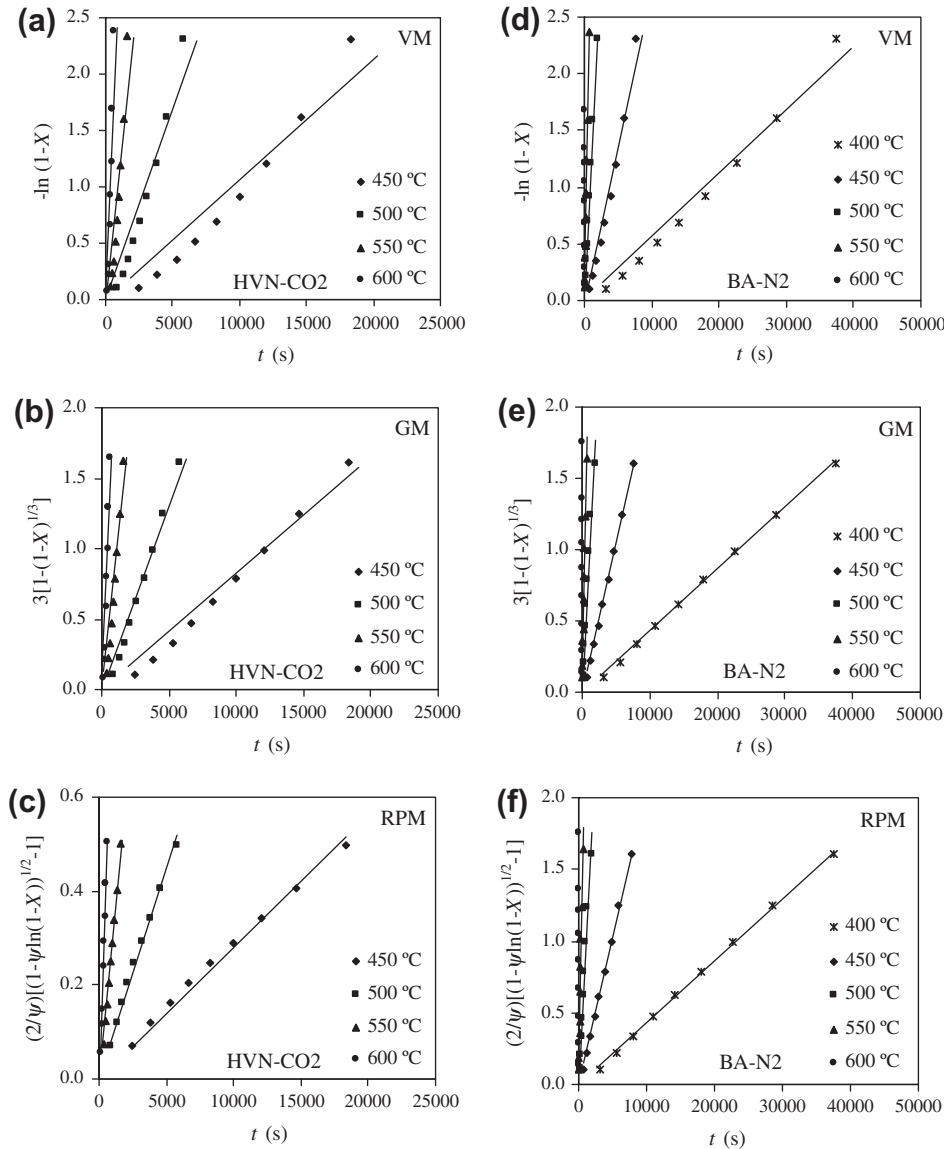 (a)
VM
-ln (1-X)
2.5
2.0
1.5
1.0
0.5
0.0
450 ºC
500 ºC
550 ºC
600 ºC
HVN-CO2
0 5000 10000 15000 20000 25000
t (s)
(d)
VM
-ln (1- X)
2.5
2.0
1.5
1.0
0.5
0.0
400 ºC
450 ºC
500 ºC
550 ºC
600 ºC
BA-N2
0 10000 20000 30000 40000 50000
t (s)
(b)
GM
3[1-(1-X)^{1/3}]
2.0
1.5
1.0
0.5
0.0
450 ºC
500 ºC
550 ºC
600 ºC
HVN-CO2
0 5000 10000 15000 20000 25000
t (s)
(e)
GM
3[1-(1-X)^{1/3}]
2.0
1.5
1.0
0.5
0.0
400 ºC
450 ºC
500 ºC
550 ºC
600 ºC
BA-N2
0 10000 20000 30000 40000 50000
t (s)
(c)
RPM
(2/ψ)[(1-ψln(1-X))^{1/2}-1]
0.6
0.4
0.2
0.0
450 ºC
500 ºC
550 ºC
600 ºC
HVN-CO2
0 5000 10000 15000 20000 25000
t (s)
(f)
RPM
(2/ψ)[(1-ψln(1-X))^{1/2}-1]
2.0
1.5
1.0
0.5
0.0
400 ºC
450 ºC
500 ºC
550 ºC
600 ºC
BA-N2
0 10000 20000 30000 40000 50000
t (s)